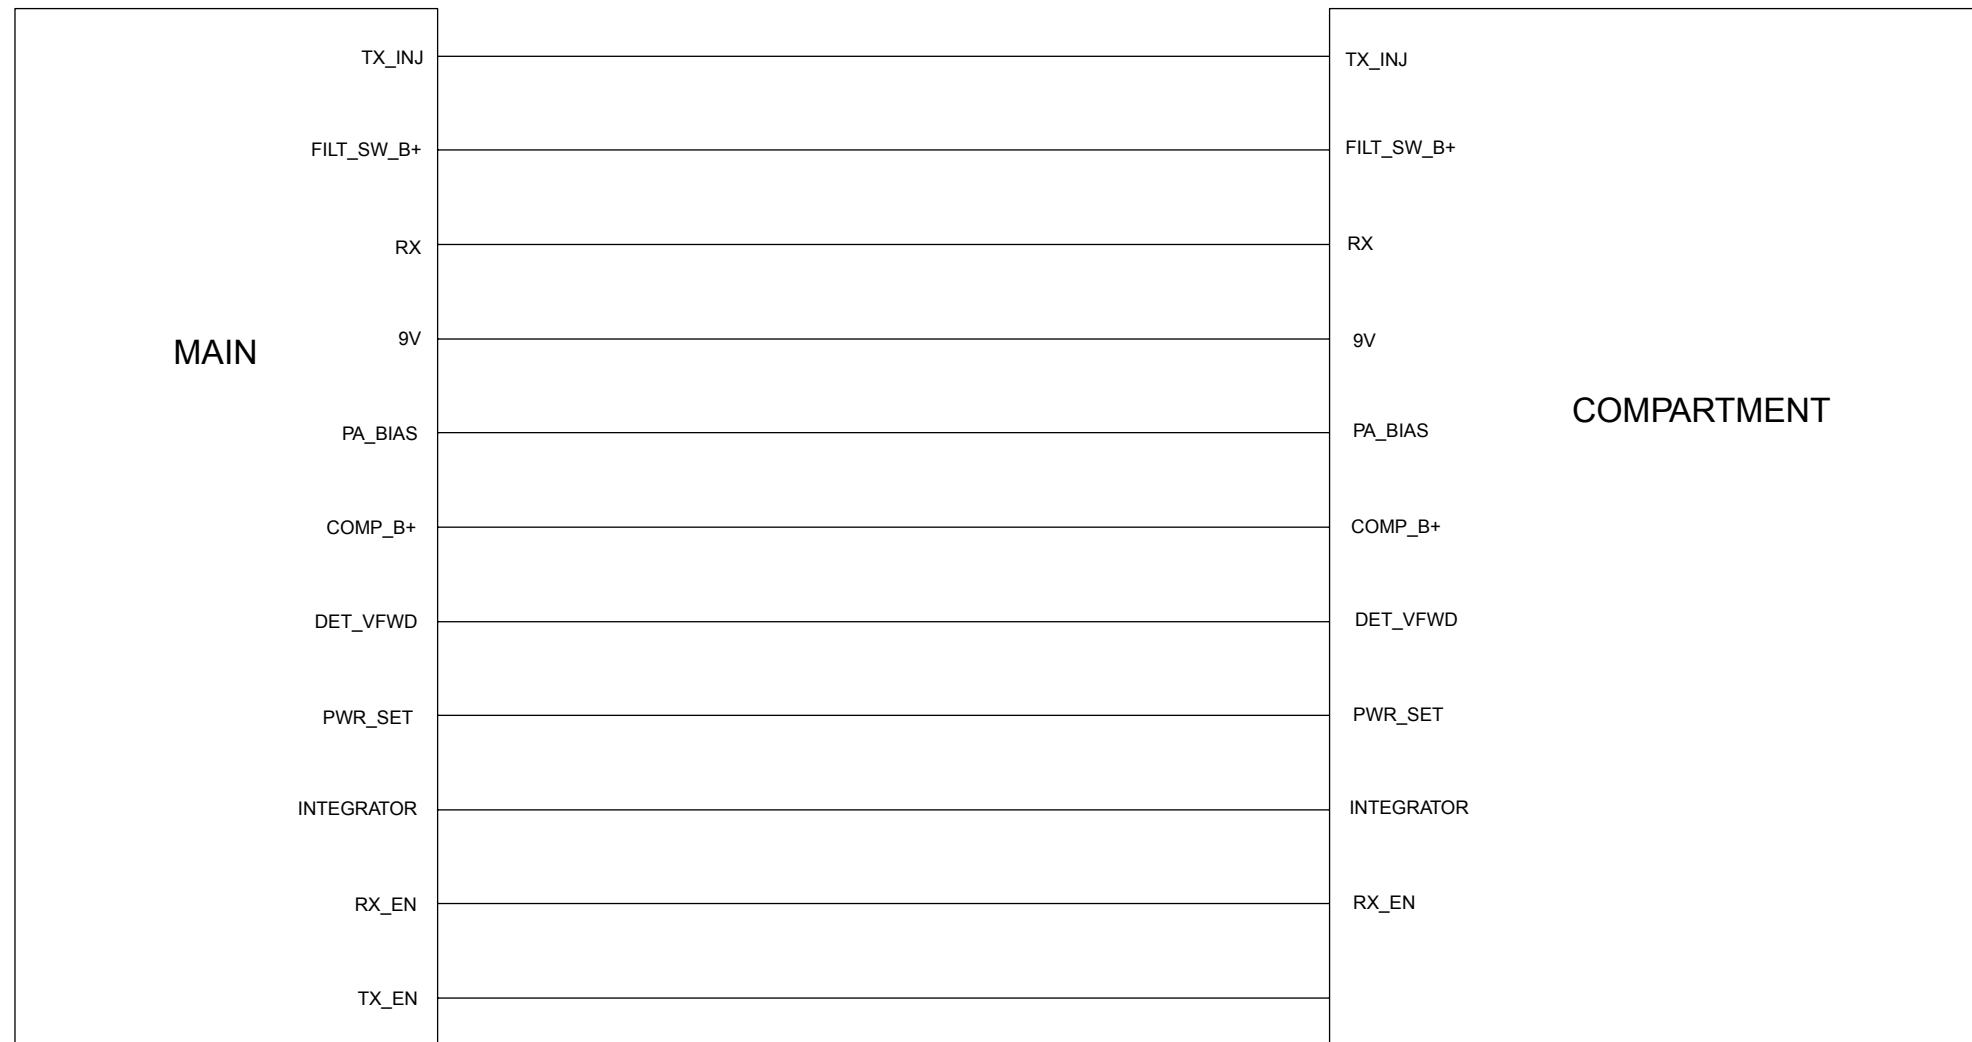 TX_INJ
TX_INJ
FILT_SW_B+
FILT_SW_B+
RX
RX
9V
9V
MAIN
COMPARTMENT
PA_BIAS
PA_BIAS
COMP_B+
COMP_B+
DET_VFWD
DET_VFWD
PWR_SET
PWR_SET
INTEGRATOR
INTEGRATOR
RX_EN
RX_EN
TX_EN